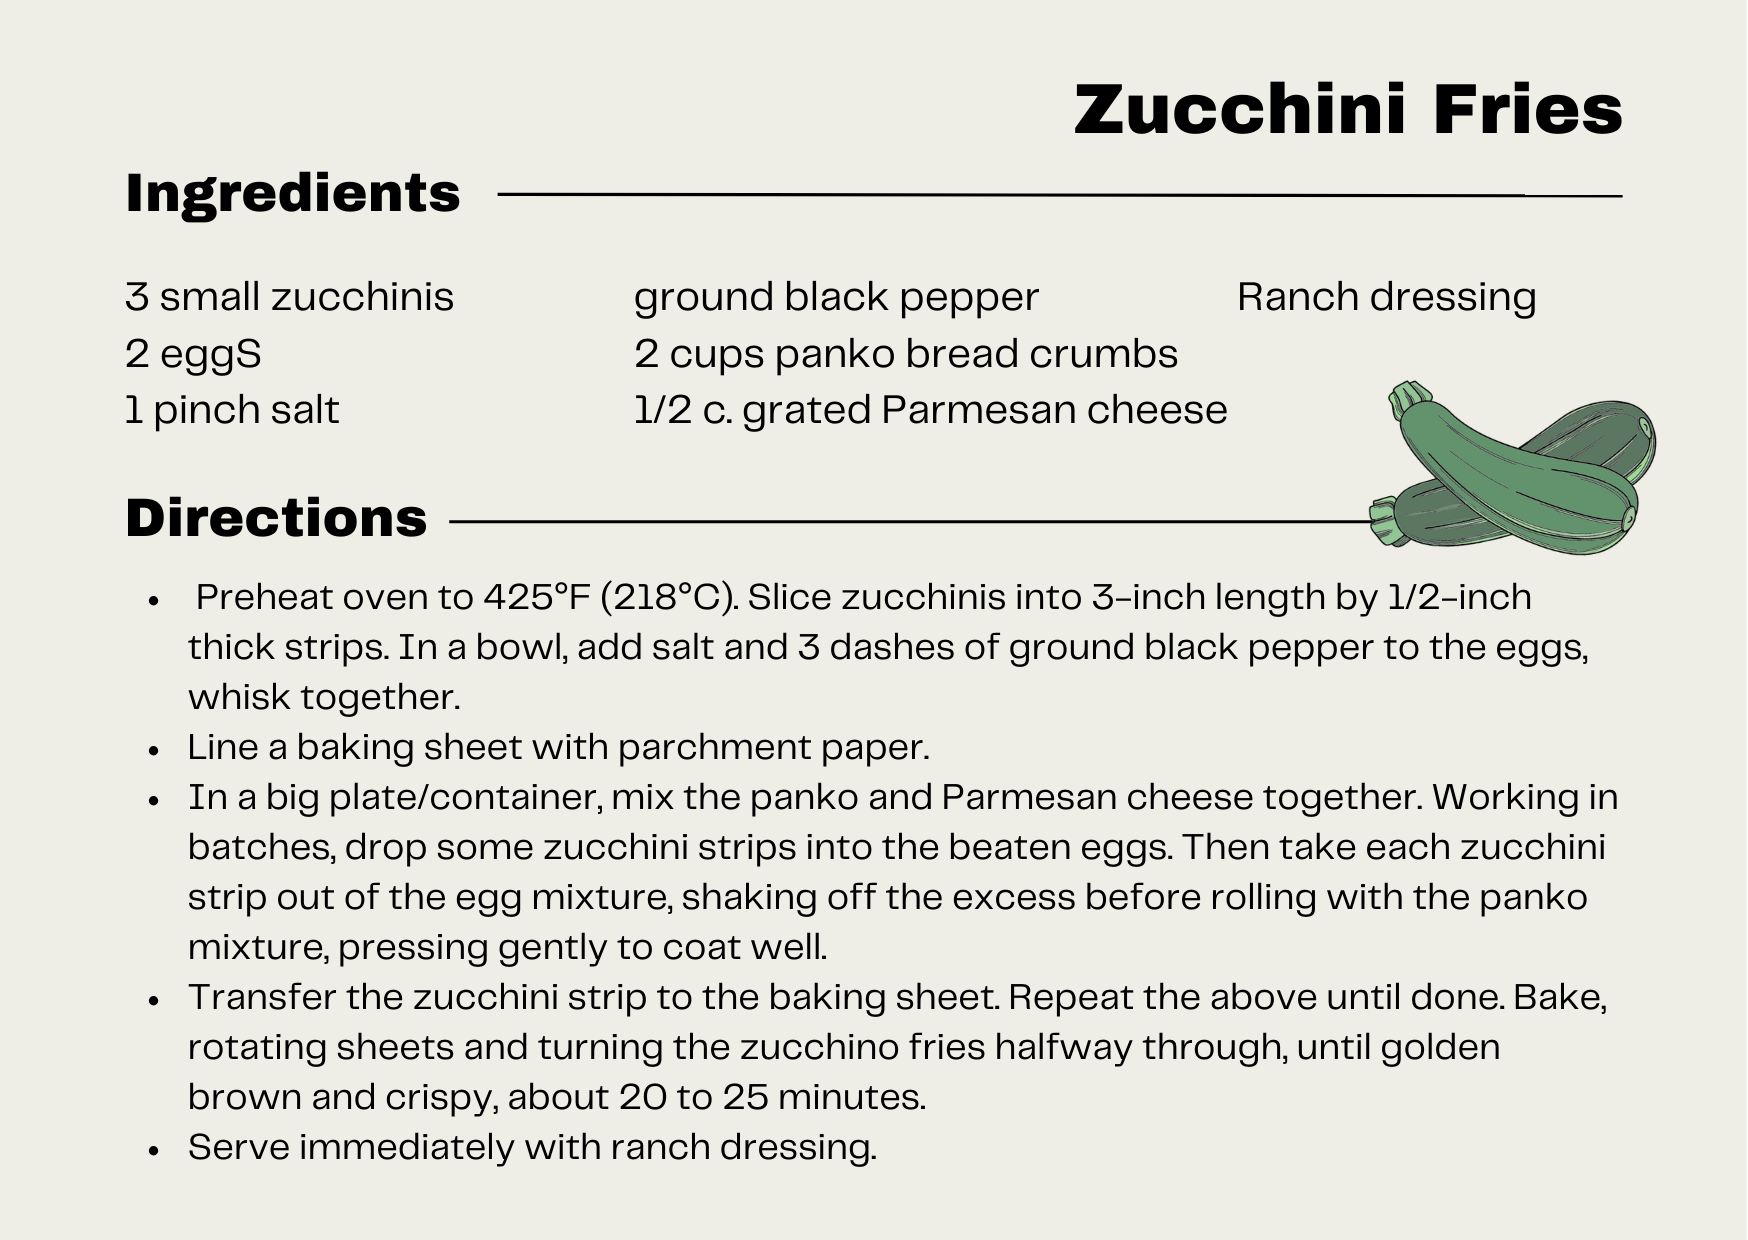 Zucchini Fries
Ingredients
3 small zucchinis
2 eggS
1 pinch salt
ground black pepper
2 cups panko bread crumbs
1/2 c. grated Parmesan cheese
Ranch dressing
Directions
• Preheat oven to 425°F (218°C). Slice zucchinis into 3-inch length by 1/2-inch
thick strips. In a bowl, add salt and 3 dashes of ground black pepper to the eggs,
whisk together.
• Line a baking sheet with parchment paper.
• In a big plate/container, mix the panko and Parmesan cheese together. Working in
batches, drop some zucchini strips into the beaten eggs. Then take each zucchini
strip out of the egg mixture, shaking off the excess before rolling with the panko
mixture, pressing gently to coat well.
• Transfer the zucchini strip to the baking sheet. Repeat the above until done. Bake,
rotating sheets and turning the zucchino fries halfway through, until golden
brown and crispy, about 20 to 25 minutes.
• Serve immediately with ranch dressing.